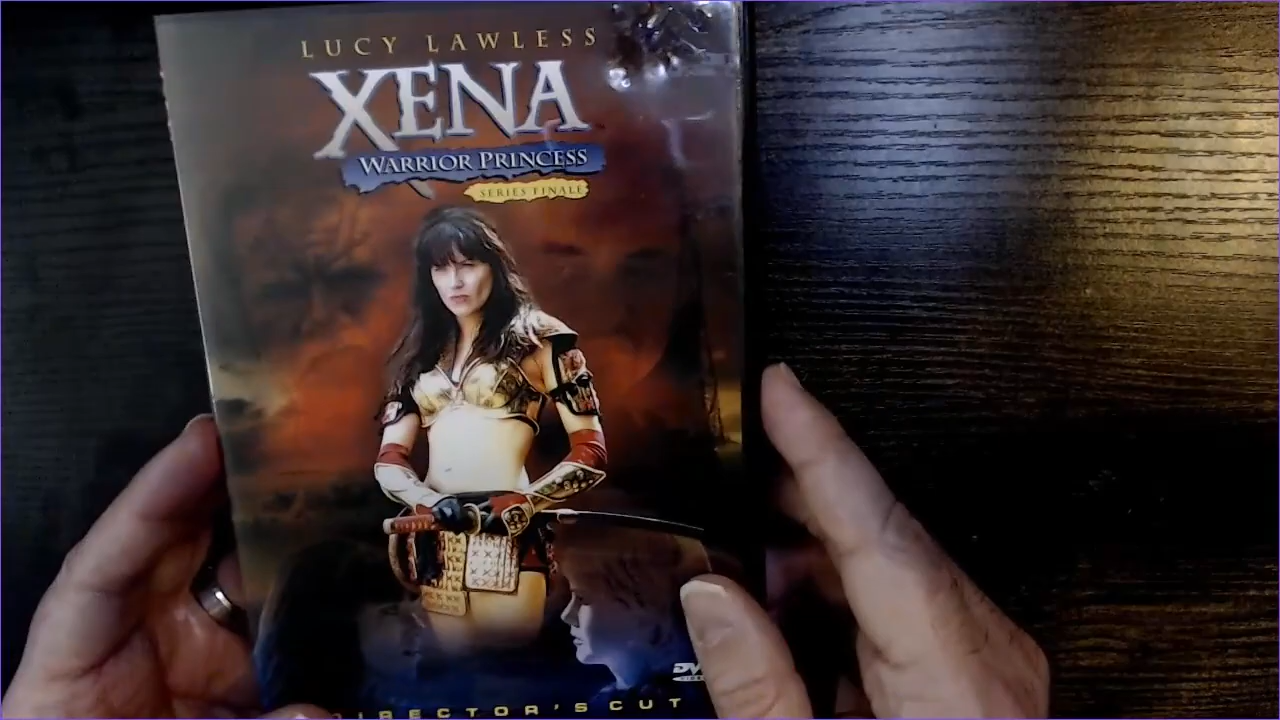 LUCY LAWLESS
XENA
WARRIOR PRINCESS
SERIES FINALE
DIRECTOR'S CUT